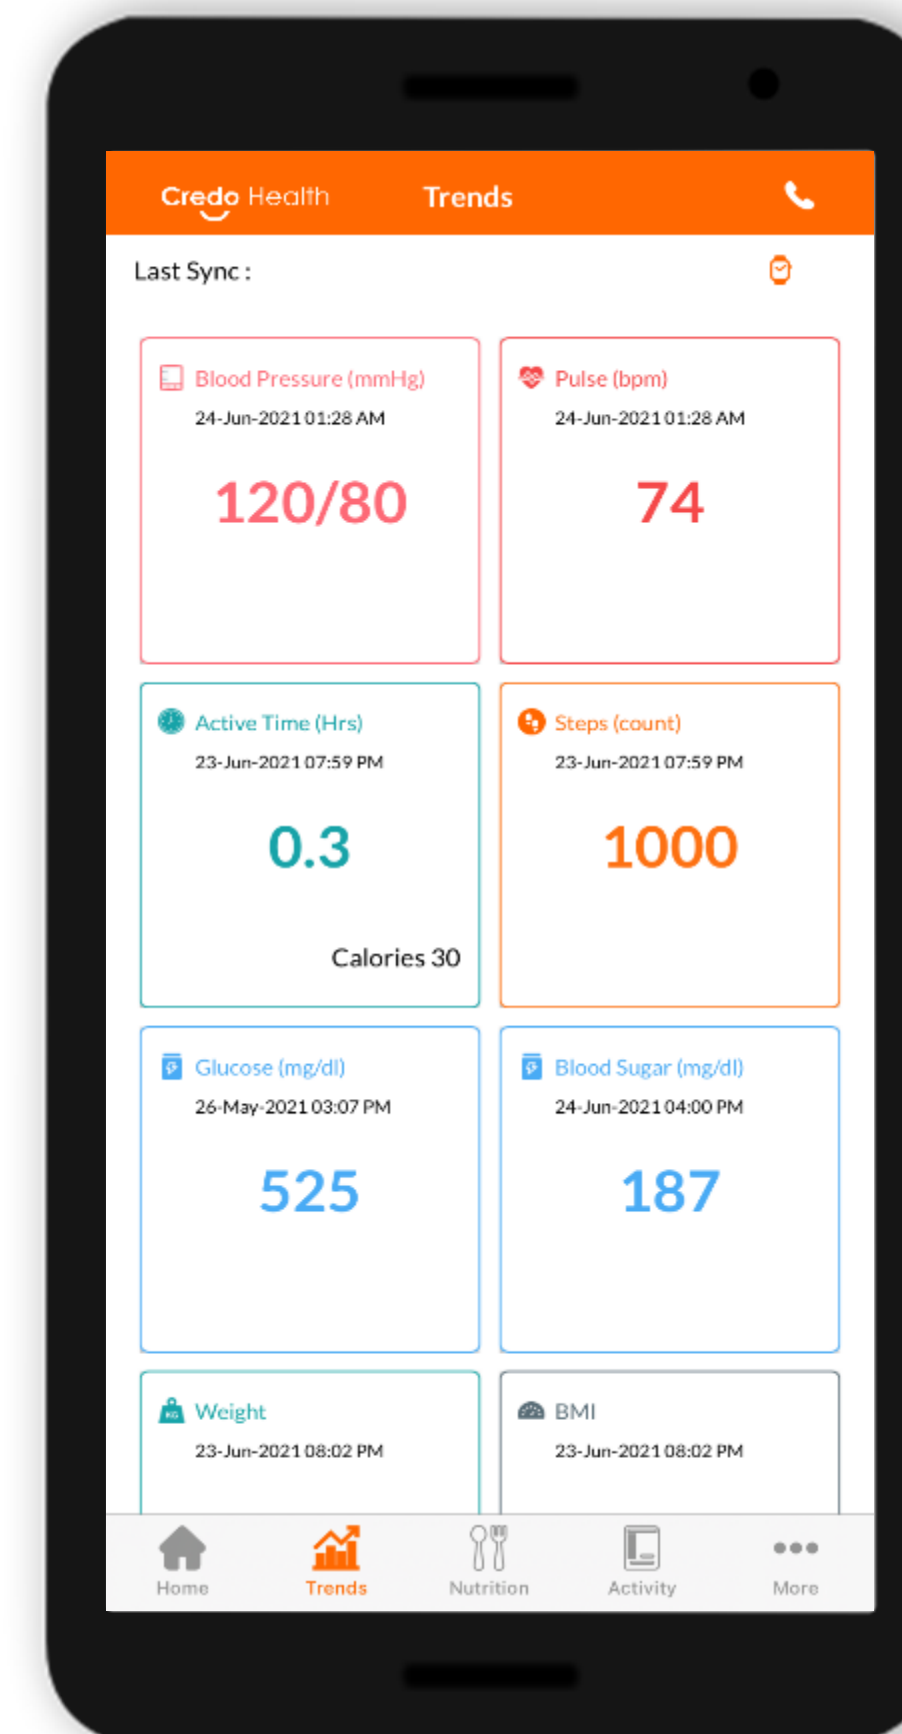 Credo Health
Trends
Last Sync :
Blood Pressure (mmHg)
24-Jun-2021 01:28 AM
120/80
Pulse (bpm)
24-Jun-2021 01:28 AM
74
Active Time (Hrs)
23-Jun-2021 07:59 PM
0.3
Calories 30
Steps (count)
23-Jun-2021 07:59 PM
1000
Glucose (mg/dl)
26-May-2021 03:07 PM
525
Blood Sugar (mg/dl)
24-Jun-2021 04:00 PM
187
KG
Weight
23-Jun-2021 08:02 PM
BMI
23-Jun-2021 08:02 PM
Home
Trends
Nutrition
Activity
More